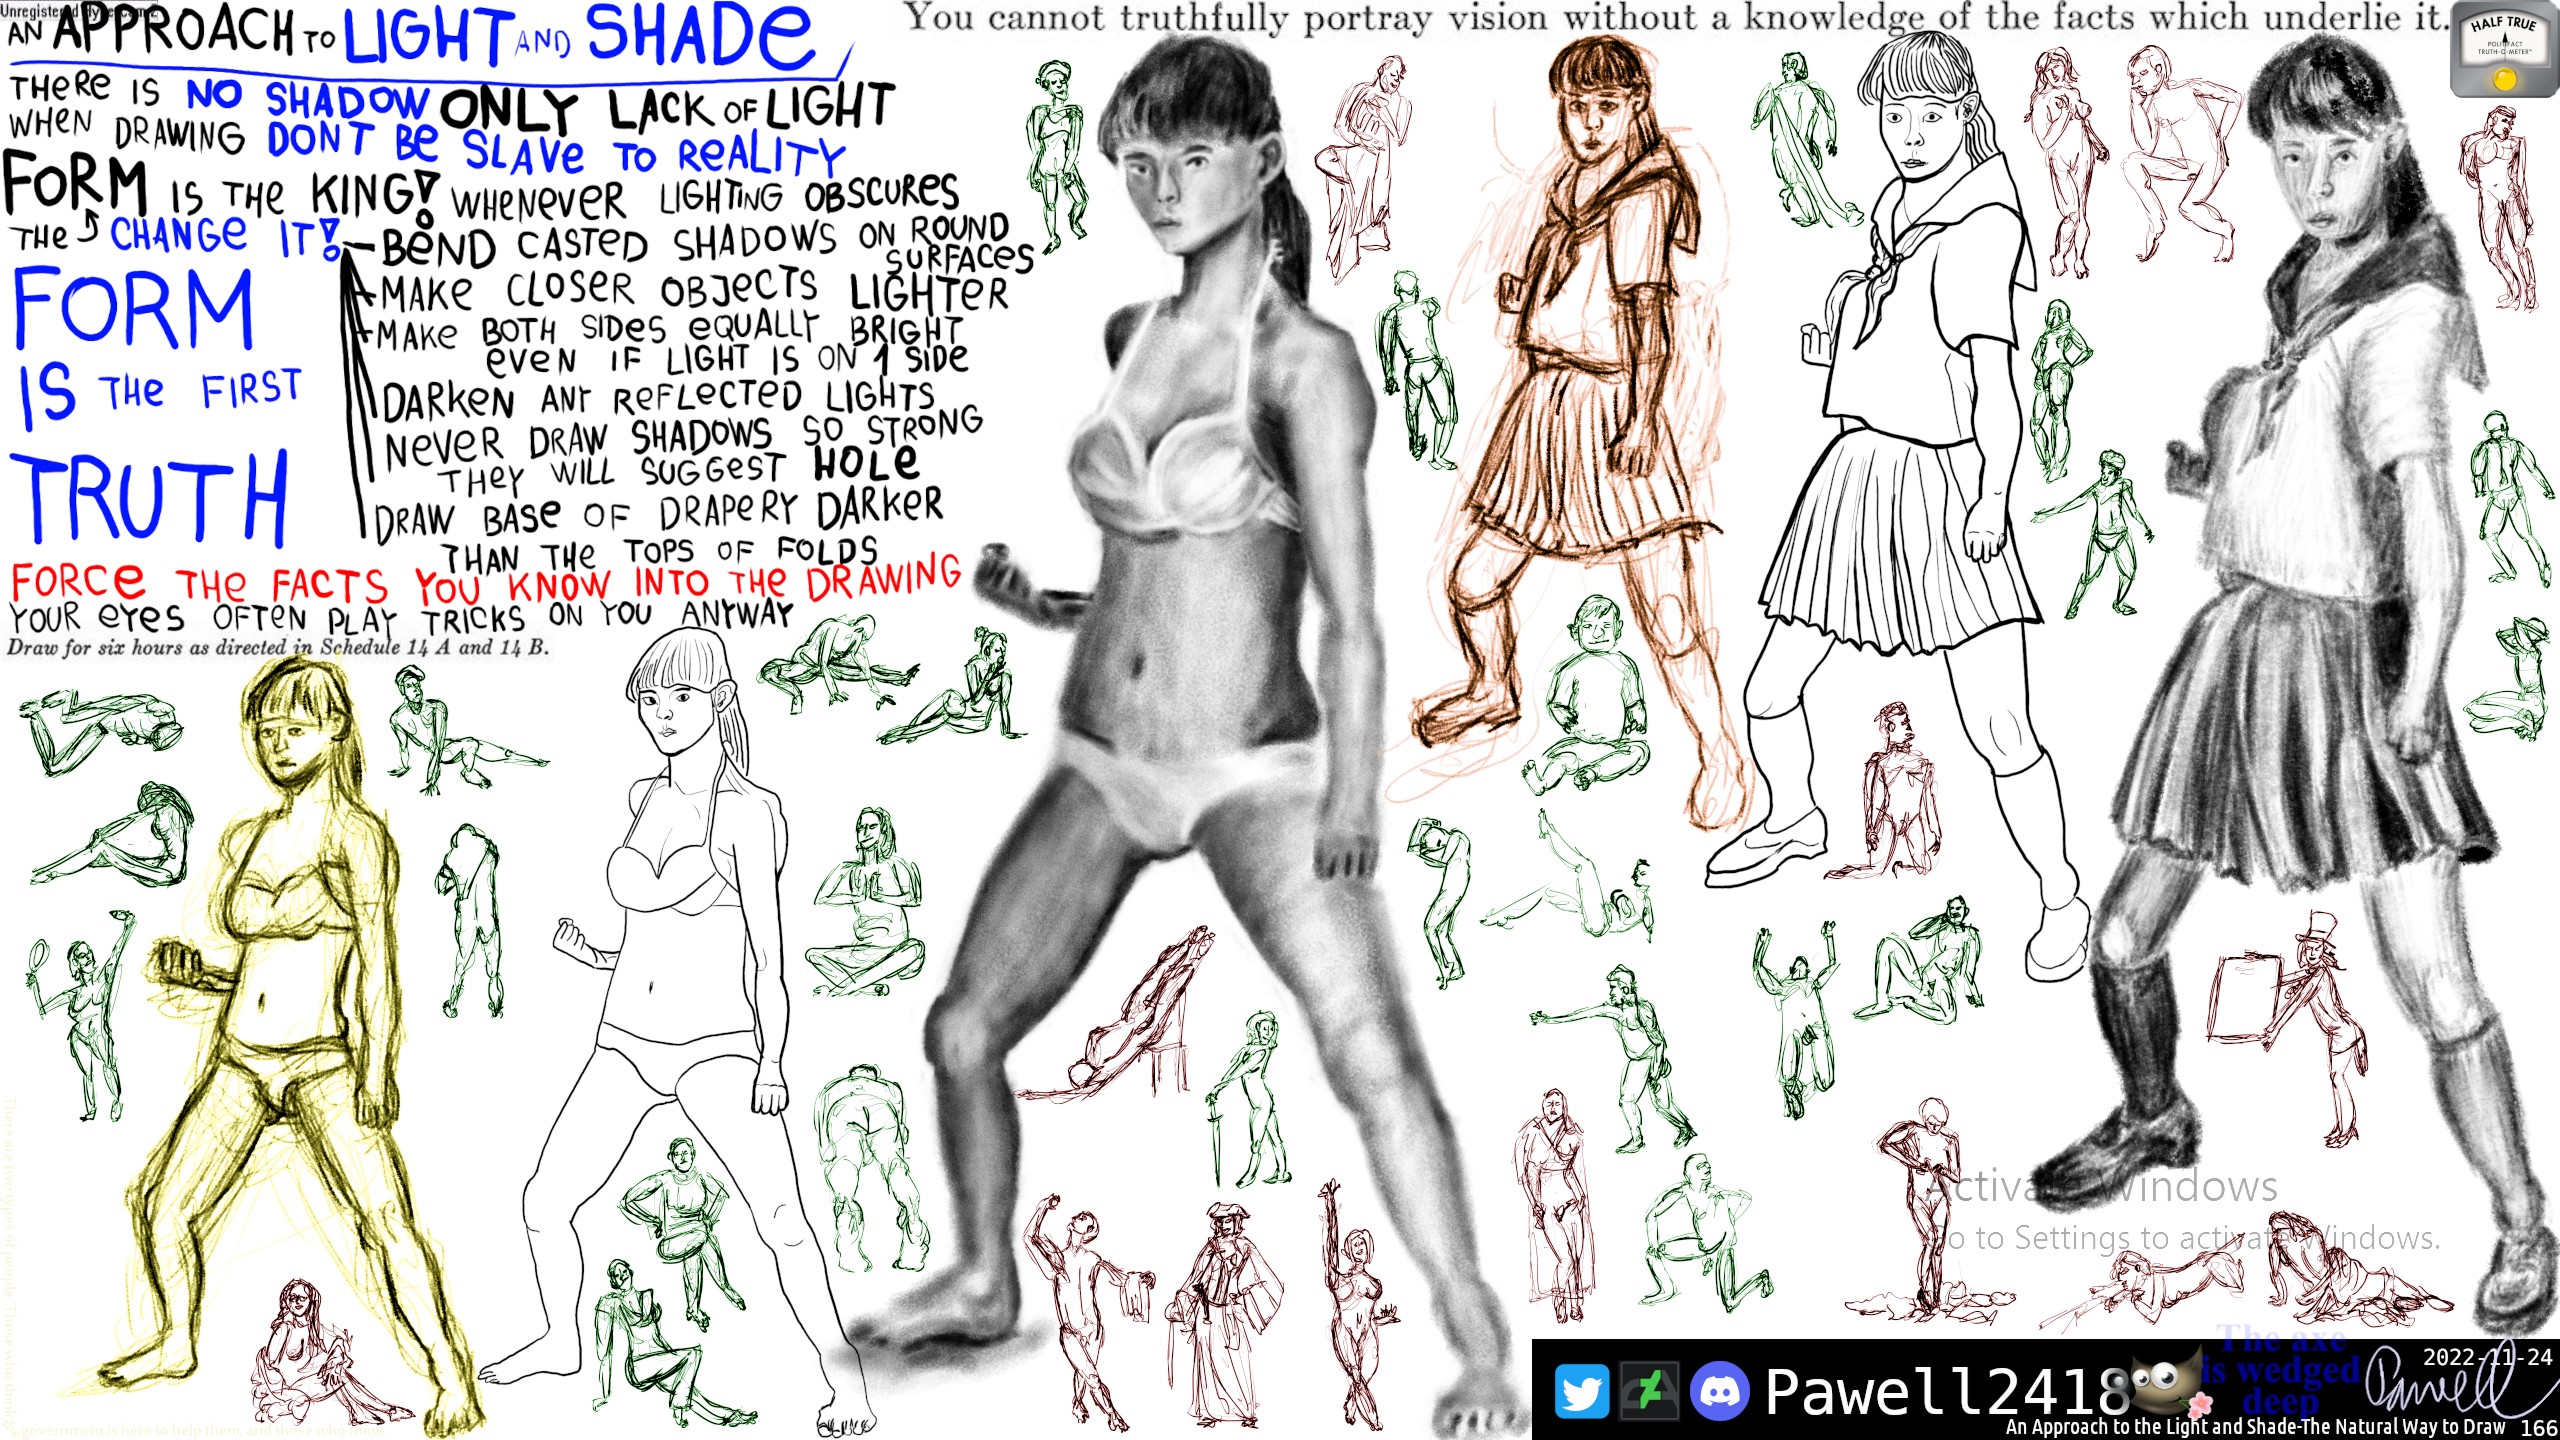 Unregistered HyperCam 2
AN APPROACH TO LIGHT AND SHADE
You cannot truthfully portray vision without a knowledge of the facts which underlie it.
HALF TRUE
POLITIFACT
TRUTH-O-METER™
THERE IS NO SHADOW ONLY LACK OF LIGHT
WHEN DRAWING DONT BE SLAVE TO REALITY
FORM IS THE KING! WHENEVER LIGHTING OBSCURES
THE CHANGE IT!
- BEND CASTED SHADOWS ON ROUND
SURFACES
MAKE CLOSER OBJECTS LIGHTER
MAKE BOTH SIDES EQUALLY BRIGHT
EVEN IF LIGHT IS ON 1 SIDE
DARKEN ANY REFLECTED LIGHTS
NEVER DRAW SHADOWS SO STRONG
THEY WILL SUGGEST HOLE
DRAW BASE OF DRAPERY DARKER
THAN THE TOPS OF FOLDS
FORM
IS THE FIRST
TRUTH
FORCE THE FACTS YOU KNOW INTO THE DRAWING
YOUR EYES OFTEN PLAY TRICKS ON YOU ANYWAY
Draw for six hours as directed in Schedule 14 A and 14 B.
There are two types of people: Those who think
government is here to help them, and those who think.
Activate Windows
Go to Settings to activate Windows.
Pawell2418
The axe
is wedged
deep
2022-11-24
Pawell
An Approach to the Light and Shade-The Natural Way to Draw 166